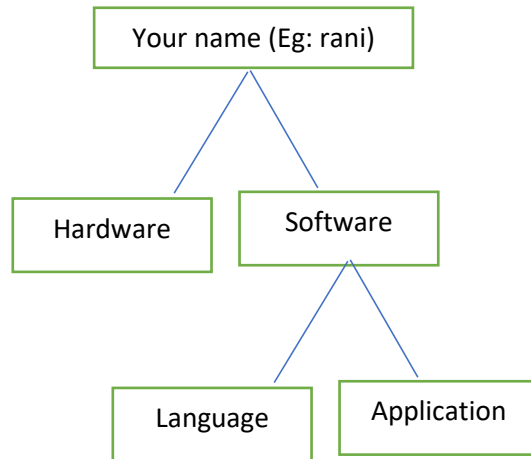 Your name (Eg: rani)
Hardware
Software
Language
Application